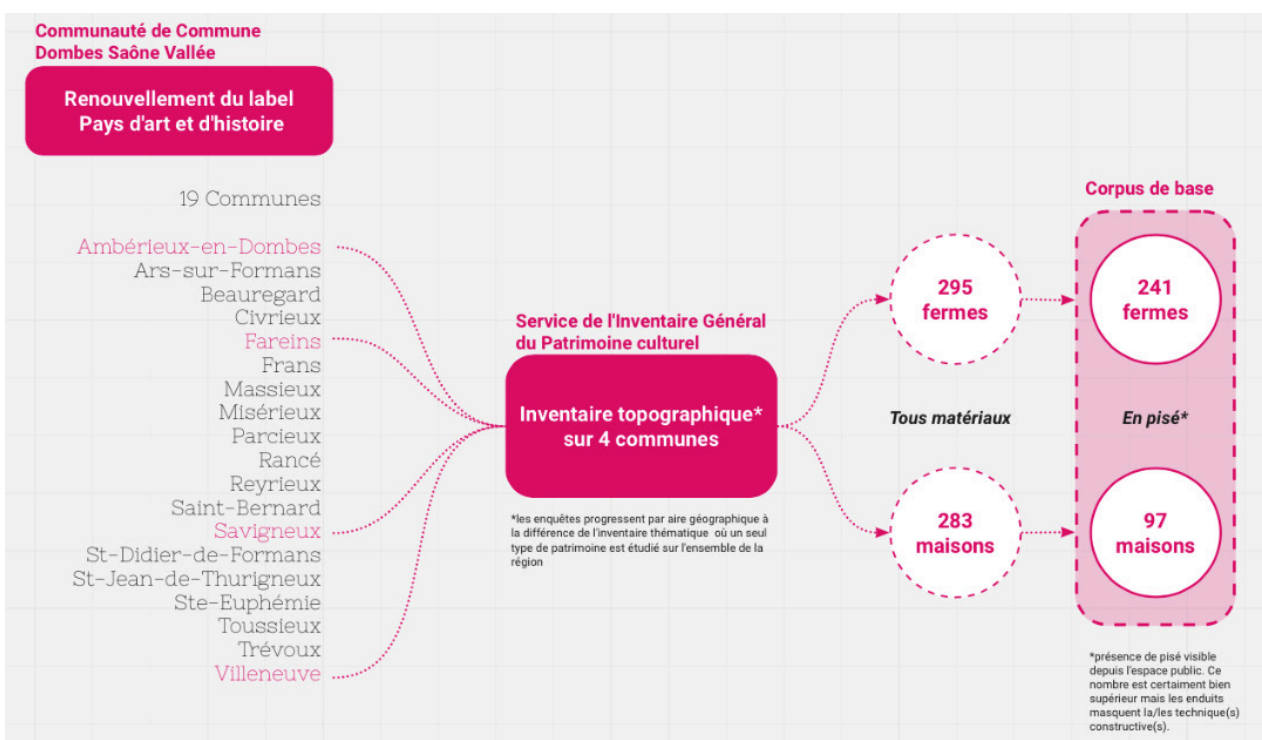 Communauté de Commune
Dombes Saône Vallée
Renouvellement du label
Pays d'art et d'histoire
19 Communes
Ambérieux-en-Dombes
Ars-sur-Formans
Beauregard
Civrieux
Fareins
Frans
Massieux
Misérieux
Parcieux
Rancé
Reyrieux
Saint-Bernard
Savigneux
St-Didier-de-Formans
St-Jean-de-Thurigneux
Ste-Euphémie
Toussieux
Trévoux
Villeneuve
Service de l'Inventaire Général
du Patrimoine culturel
Inventaire topographique*
sur 4 communes
*les enquêtes progressent par aire géographique à
la différence de l'inventaire thématique où un seul
type de patrimoine est étudié sur l'ensemble de la
région
295
fermes
Tous matériaux
283
maisons
Corpus de base
241
fermes
En pisé*
97
maisons
*présence de pisé visible
depuis l'espace public. Ce
nombre est certaiment bien
supérieur mais les enduits
masquent la/les technique(s)
constructive(s).